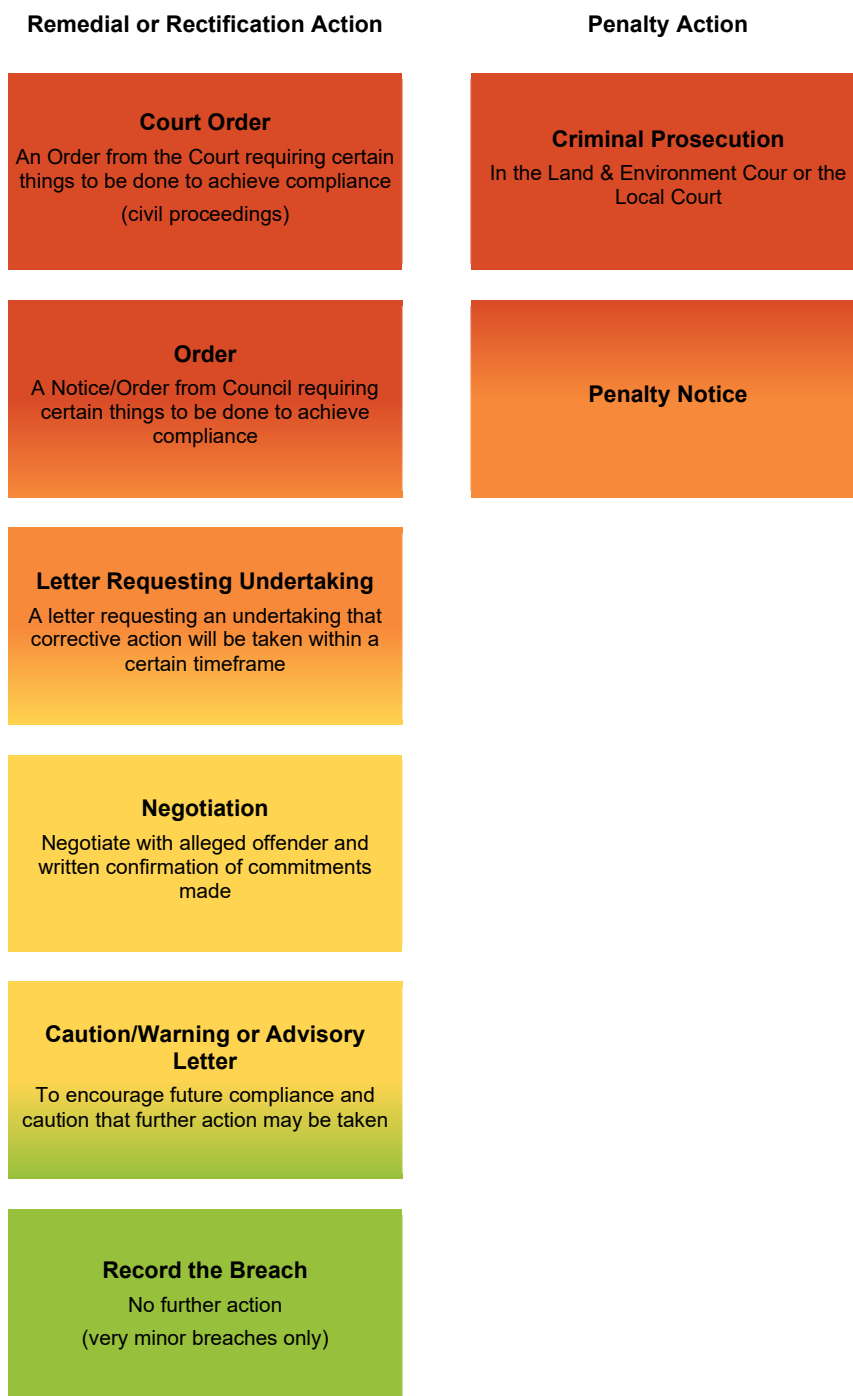 Remedial or Rectification Action
Penalty Action
Court Order
An Order from the Court requiring certain
things to be done to achieve compliance
(civil proceedings)
Criminal Prosecution
In the Land & Environment Cour or the
Local Court
Order
A Notice/Order from Council requiring
certain things to be done to achieve
compliance
Penalty Notice
Letter Requesting Undertaking
A letter requesting an undertaking that
corrective action will be taken within a
certain timeframe
Negotiation
Negotiate with alleged offender and
written confirmation of commitments
made
Caution/Warning or Advisory
Letter
To encourage future compliance and
caution that further action may be taken
Record the Breach
No further action
(very minor breaches only)